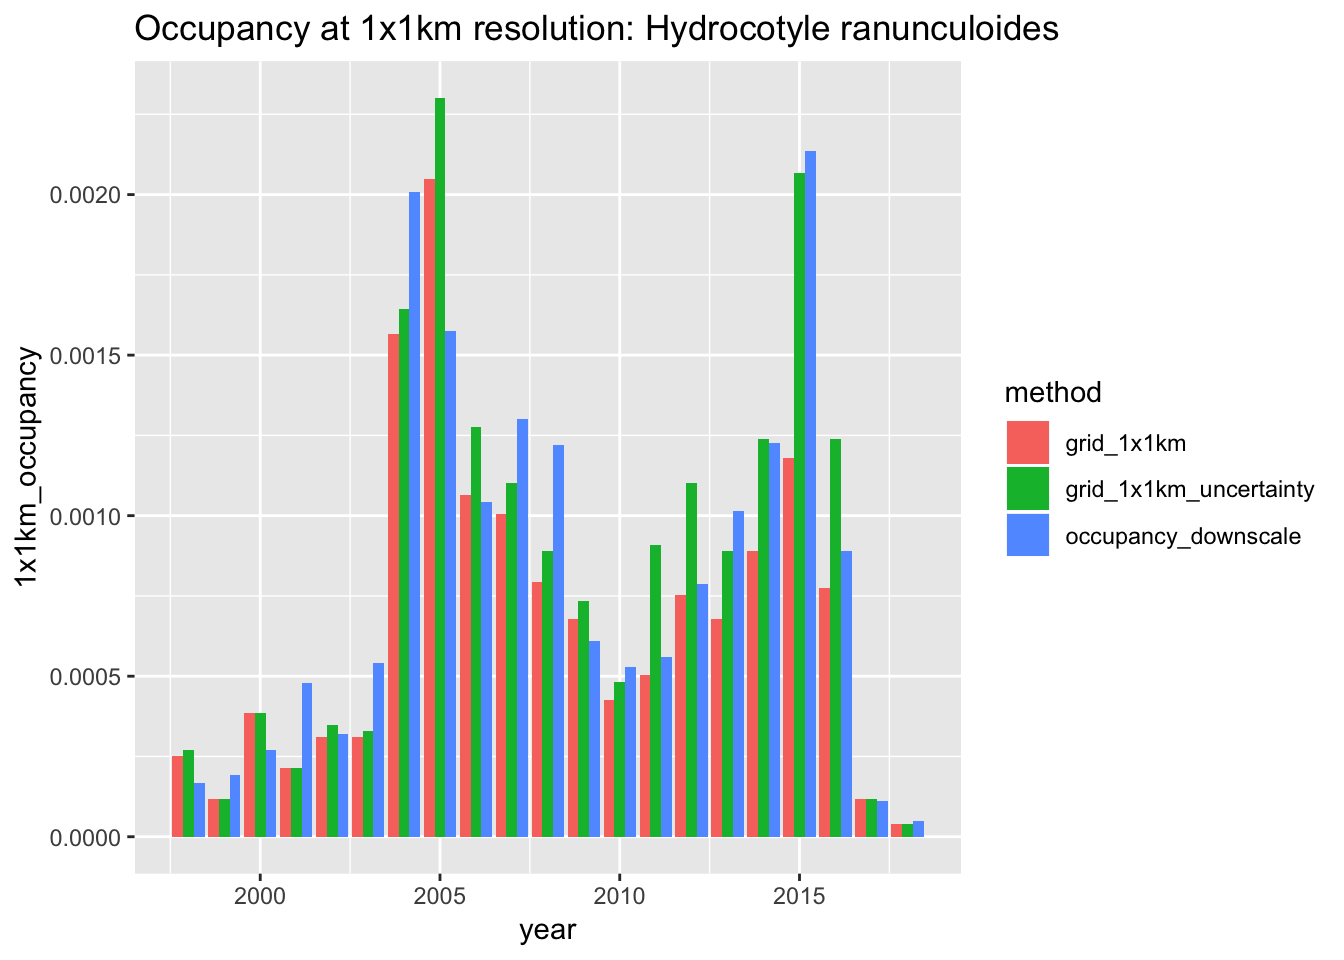 Occupancy at 1x1km resolution: Hydrocotyle ranunculoides
1x1km_occupancy
0.0020
0.0015
0.0010
0.0005
0.0000
2000
2005
2010
2015
year
method
grid_1x1km
grid_1x1km_uncertainty
occupancy_downscale